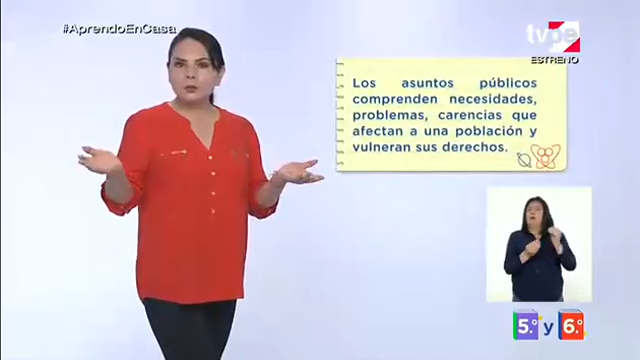 #AprendoEnCasa
tvpe
ESTRENO
Los asuntos públicos
comprenden necesidades,
problemas, carencias que
afectan a una población y
vulneran sus derechos.
5.º y 6.º